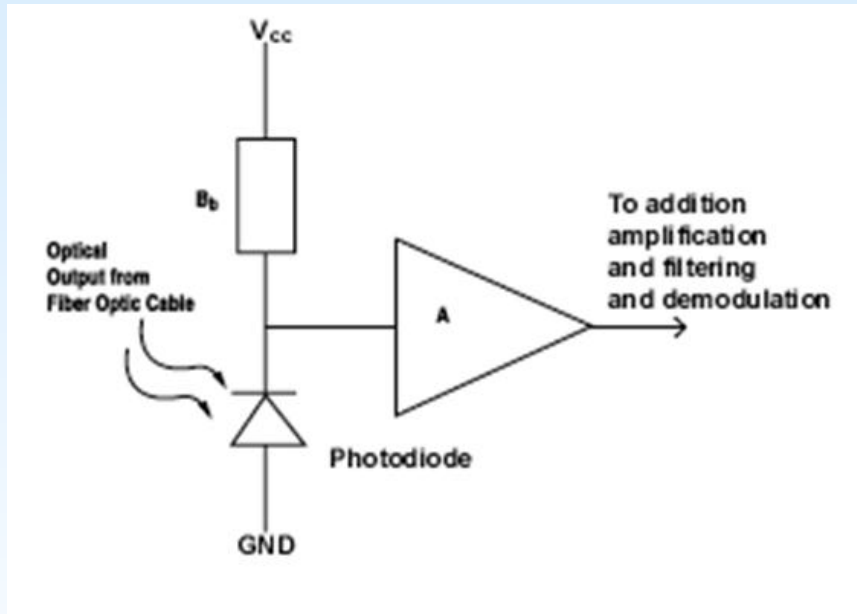 Vcc
Bb
Optical
Output from
Fiber Optic Cable
To addition
amplification
and filtering
and demodulation
A
Photodiode
GND